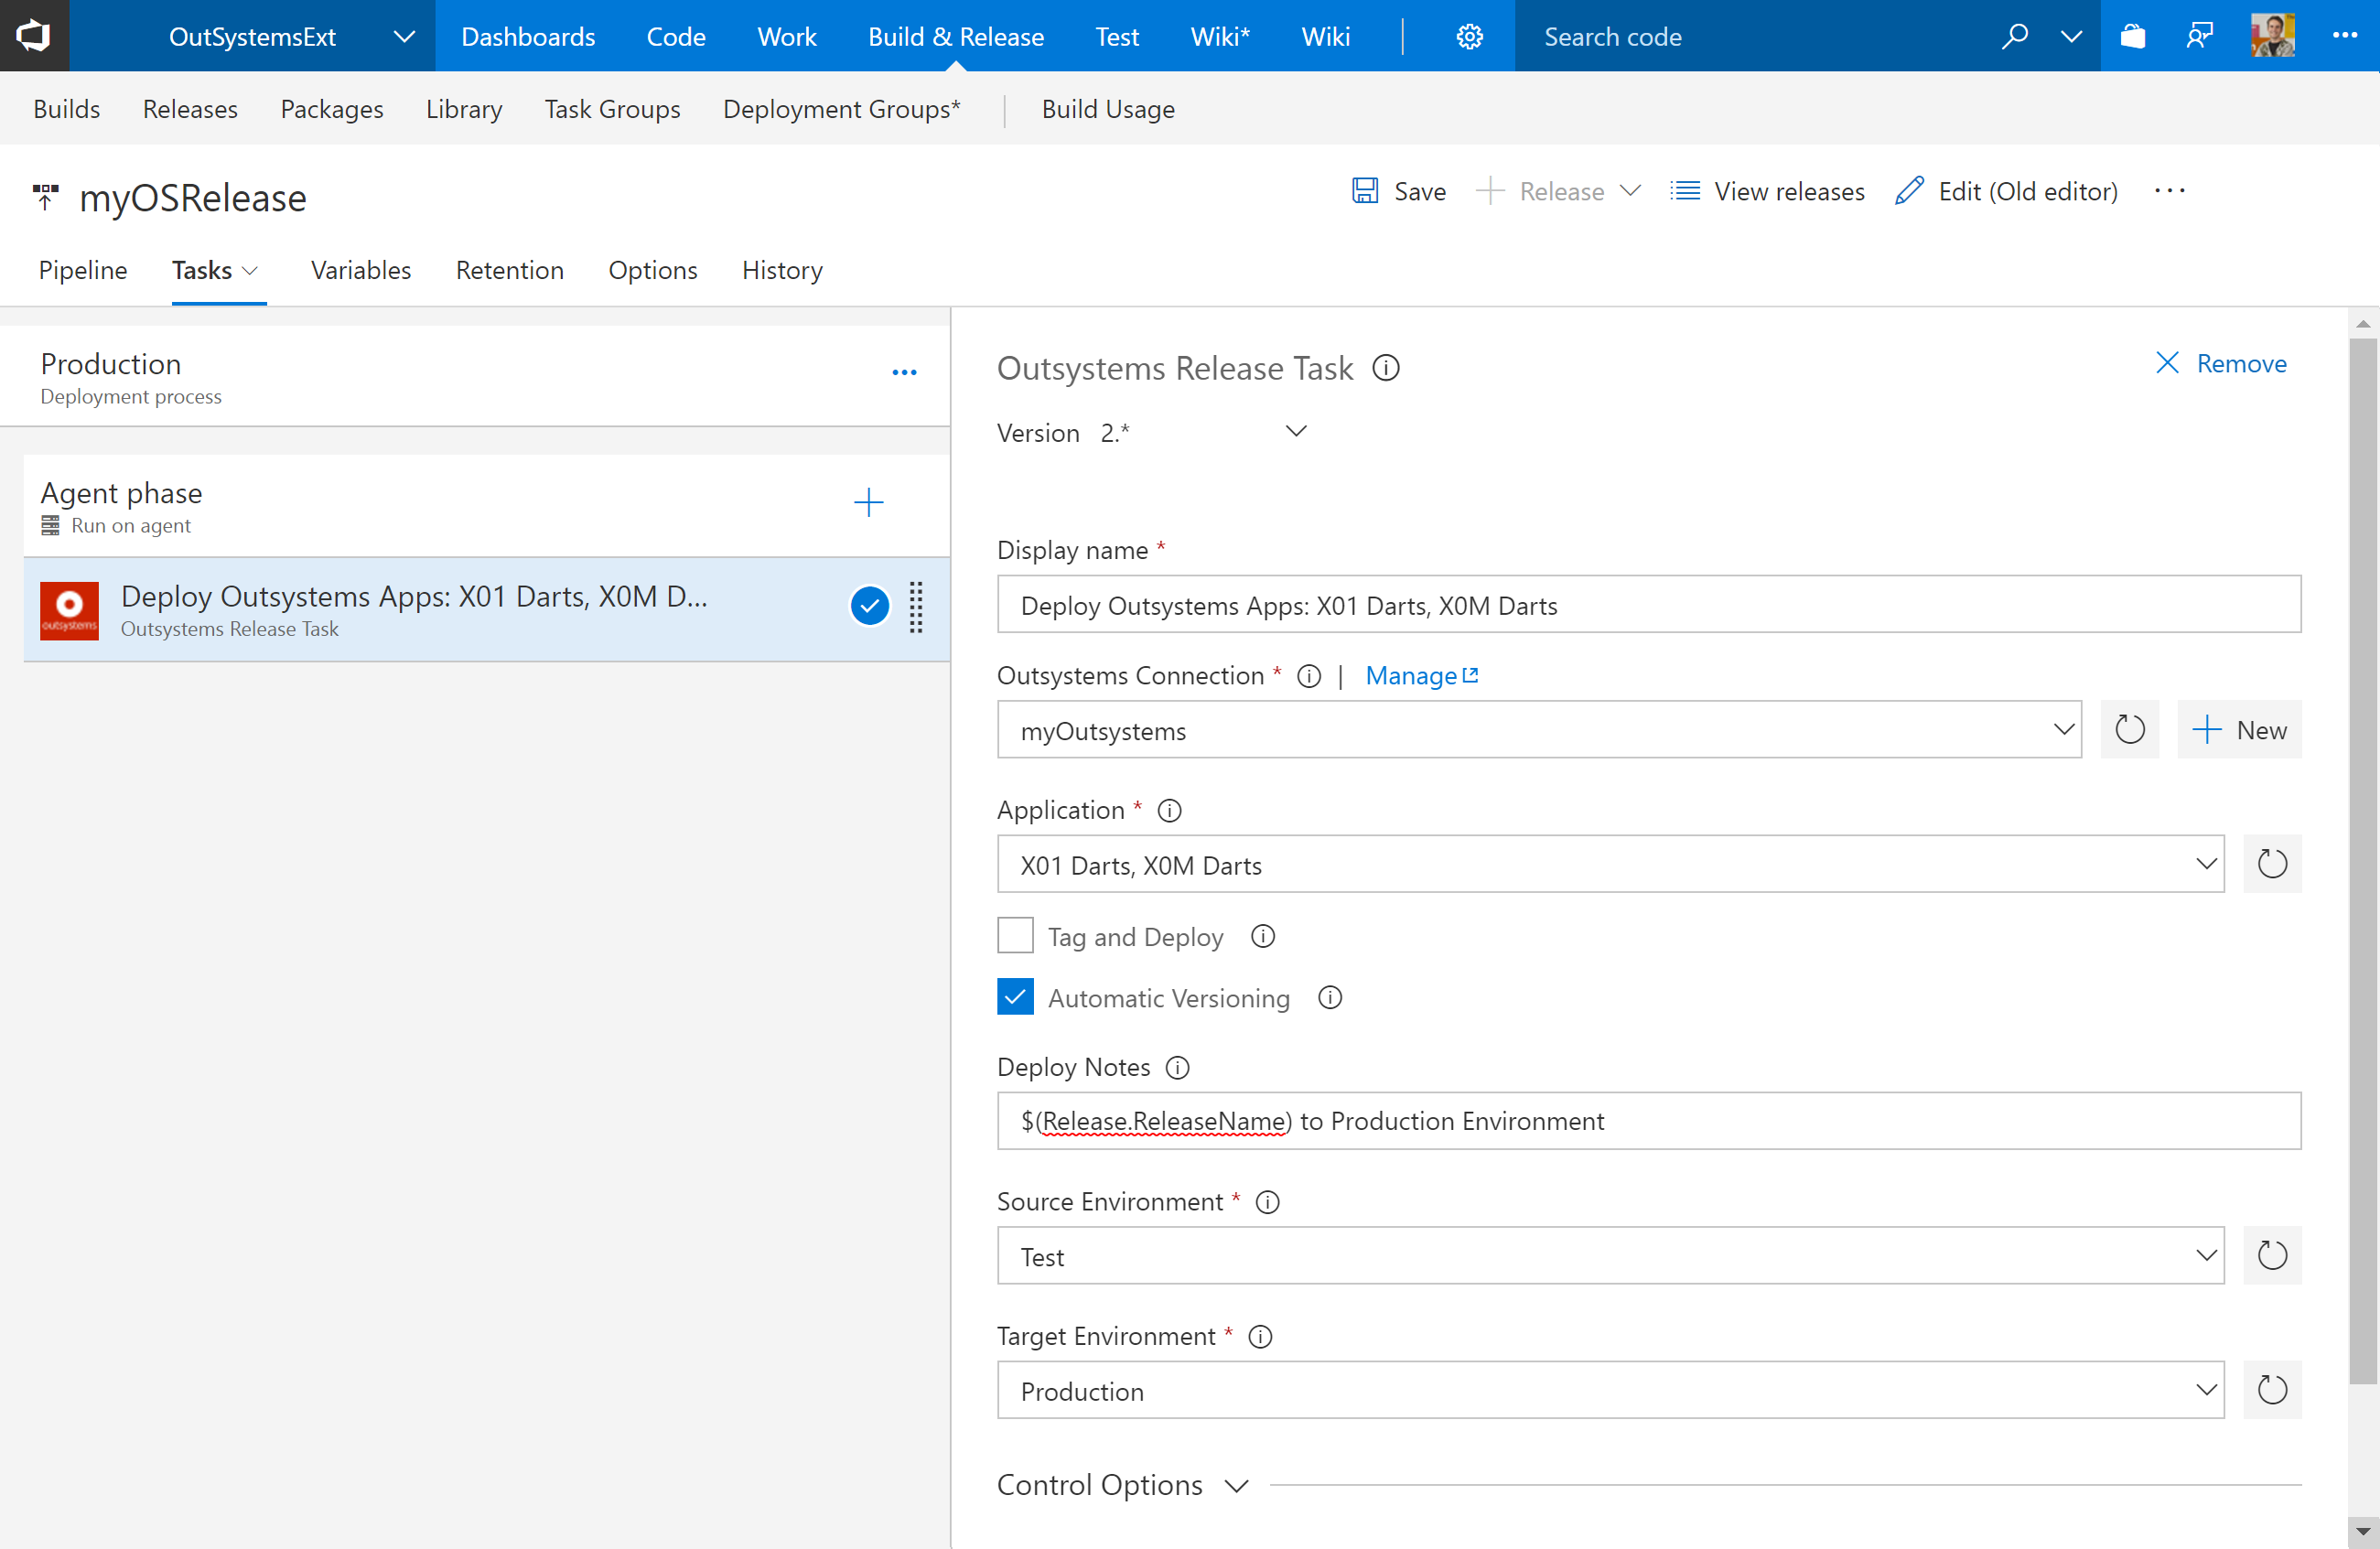 OutSystemsExt
Dashboards Code Work Build & Release Test Wiki* Wiki
Search code
Builds Releases Packages Library Task Groups Deployment Groups* Build Usage
myOSRelease
Save Release View releases Edit (Old editor) ...
Pipeline Tasks Variables Retention Options History
Production
Deployment process
Agent phase
Run on agent
outsystems
Deploy Outsystems Apps: X01 Darts, X0M D...
Outsystems Release Task
Outsystems Release Task
Remove
Version 2.*
Display name *
Deploy Outsystems Apps: X01 Darts, X0M Darts
Outsystems Connection * | Manage
myOutsystems
New
Application *
X01 Darts, X0M Darts
Tag and Deploy
Automatic Versioning
Deploy Notes
$(Release.ReleaseName) to Production Environment
Source Environment *
Test
Target Environment *
Production
Control Options